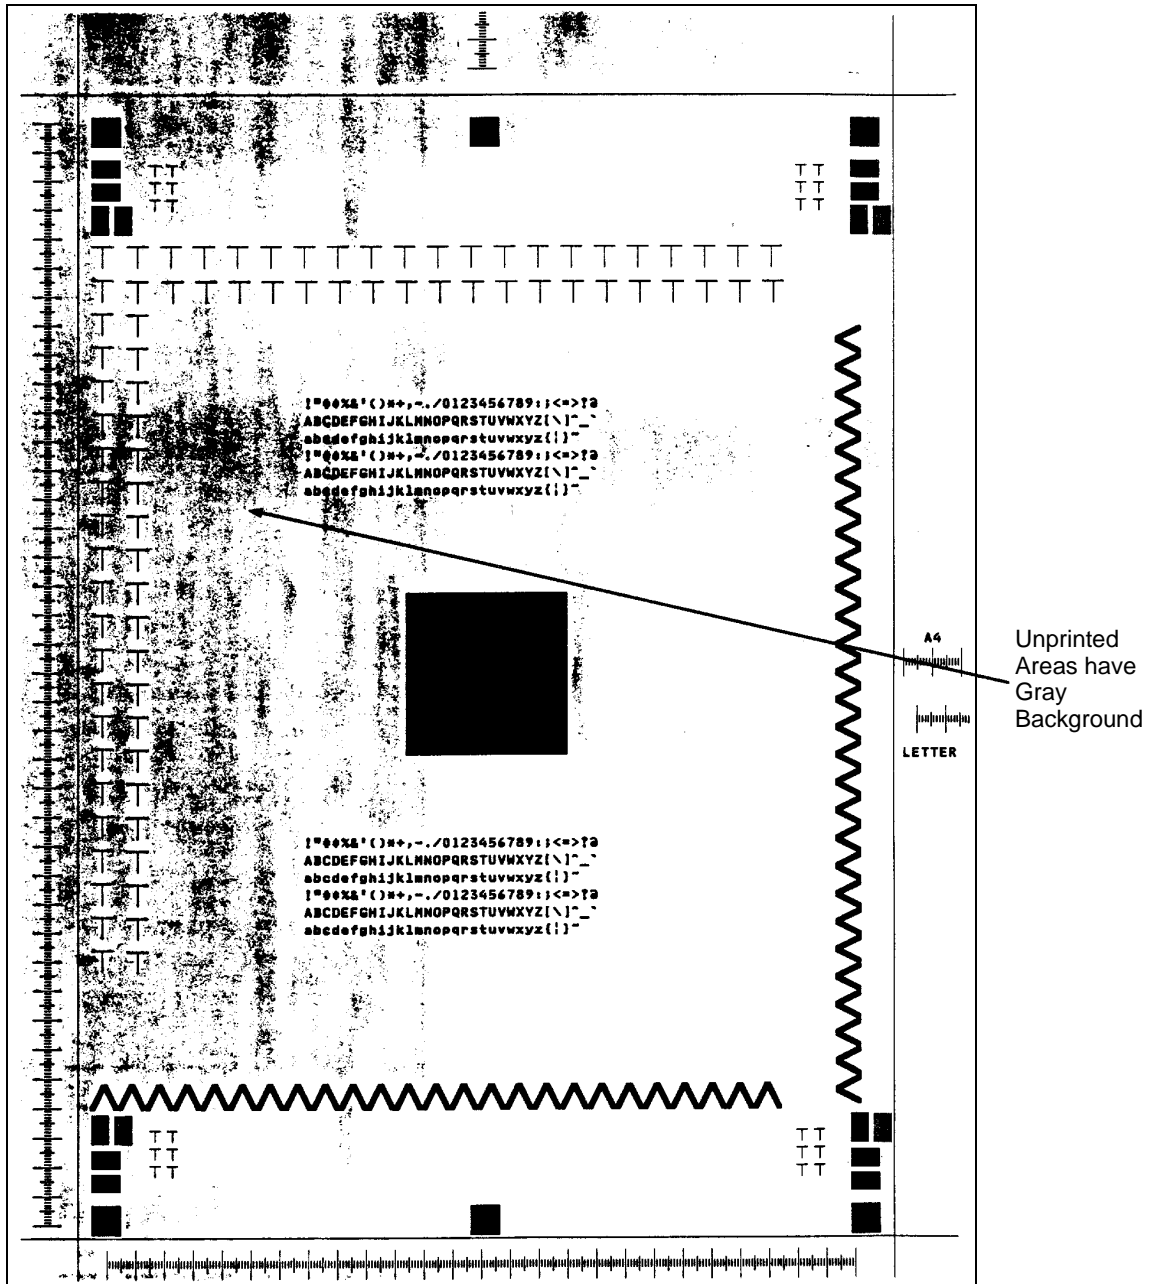 T T
T T
T T
T T
T T
T T
T T T T T T T T T T T T T T T T T T T T T
T T T T T T T T T T T T T T T T T T T T T
T T
T T
T T
T T
!"#$%&'()*+,-./0123456789:;<=>?@
ABCDEFGHIJKLMNOPQRSTUVWXYZ[\]^_`
abcdefghijklmnopqrstuvwxyz{¦}~
!"#$%&'()*+,-./0123456789:;<=>?@
ABCDEFGHIJKLMNOPQRSTUVWXYZ[\]^_`
abcdefghijklmnopqrstuvwxyz{¦}~
T T
T T
T T
T T
T T
T T
T T
A4
LETTER
Unprinted
Areas have
Gray
Background
T T
T T
T T
T T
T T
!"#$%&'()*+,-./0123456789:;<=>?@
ABCDEFGHIJKLMNOPQRSTUVWXYZ[\]^_`
abcdefghijklmnopqrstuvwxyz{¦}~
!"#$%&'()*+,-./0123456789:;<=>?@
ABCDEFGHIJKLMNOPQRSTUVWXYZ[\]^_`
abcdefghijklmnopqrstuvwxyz{¦}~
T T
T T
T T
T T
T T
T T
T T
T T
T T
T T